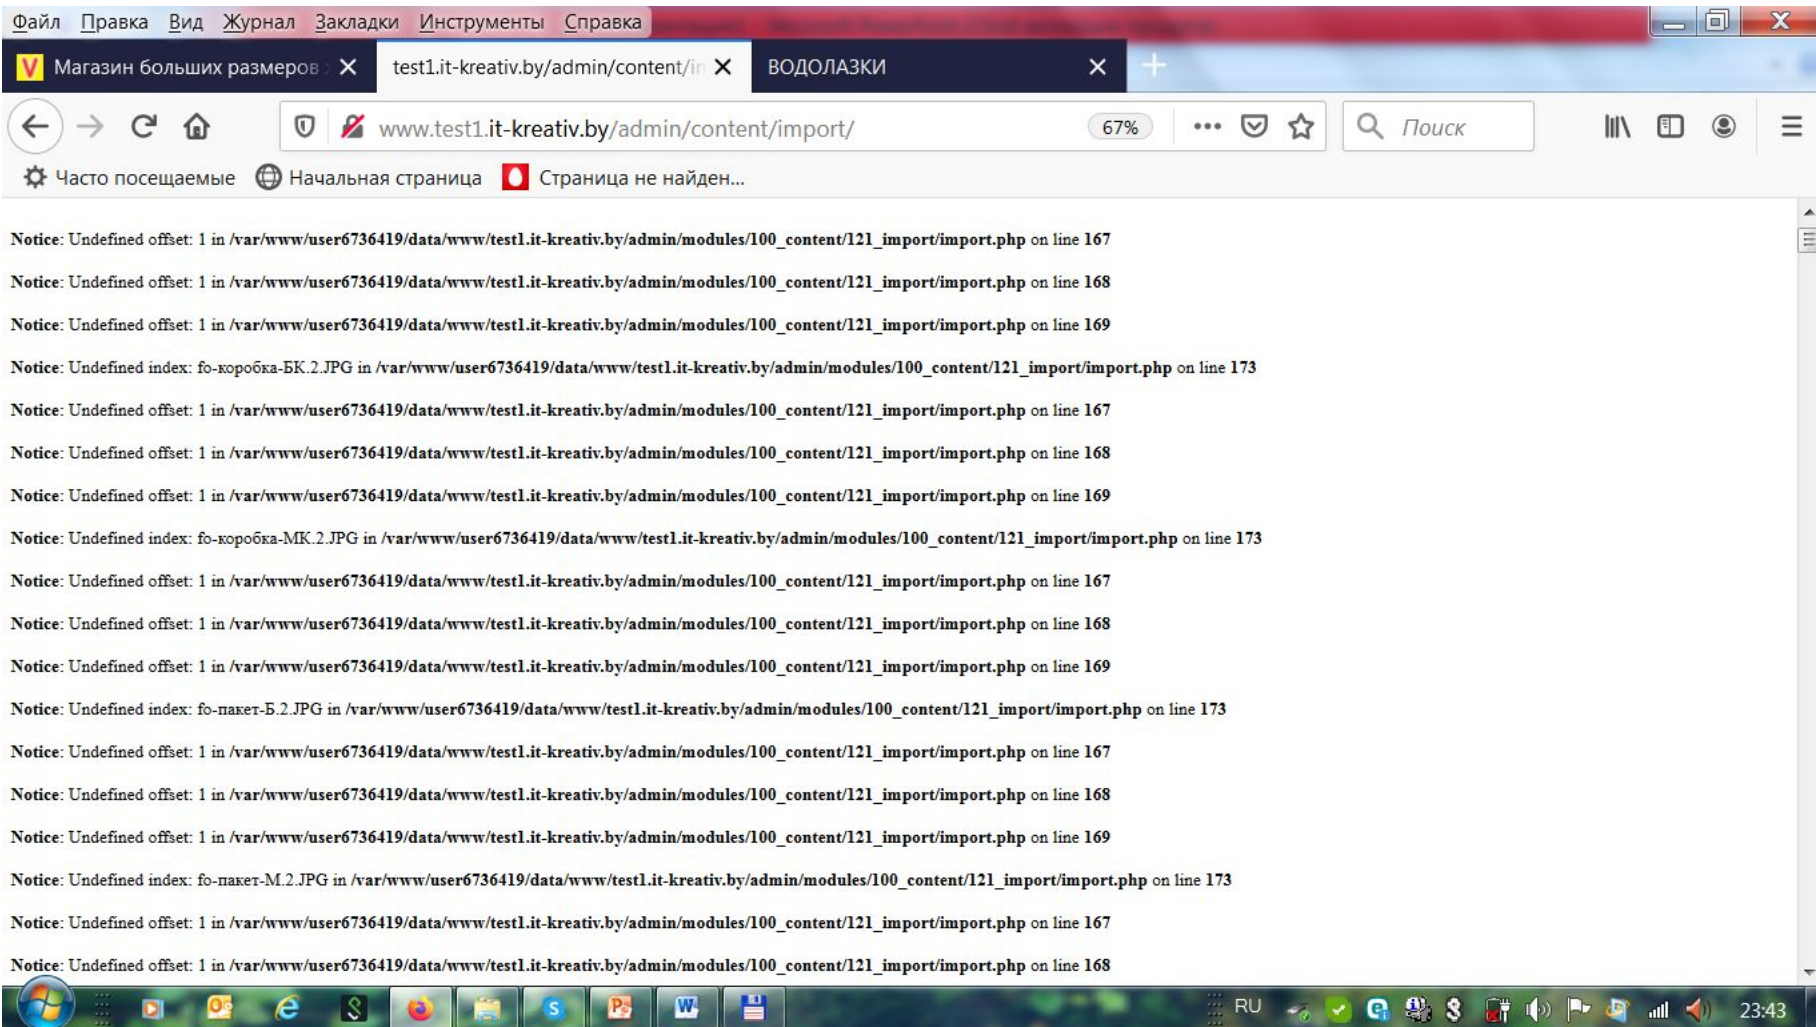 Файл Правка Вид Журнал Закладки Инструменты Справка
V Магазин больших размеров
test1.it-kreativ.by/admin/content/in
ВОДОЛАЗКИ
www.test1.it-kreativ.by/admin/content/import/ 67% Поиск
Часто посещаемые Начальная страница Страница не найден...
Notice: Undefined offset: 1 in /var/www/user6736419/data/www/test1.it-kreativ.by/admin/modules/100_content/121_import/import.php on line 167
Notice: Undefined offset: 1 in /var/www/user6736419/data/www/test1.it-kreativ.by/admin/modules/100_content/121_import/import.php on line 168
Notice: Undefined offset: 1 in /var/www/user6736419/data/www/test1.it-kreativ.by/admin/modules/100_content/121_import/import.php on line 169
Notice: Undefined index: fo-коробка-БК.2.JPG in /var/www/user6736419/data/www/test1.it-kreativ.by/admin/modules/100_content/121_import/import.php on line 173
Notice: Undefined offset: 1 in /var/www/user6736419/data/www/test1.it-kreativ.by/admin/modules/100_content/121_import/import.php on line 167
Notice: Undefined offset: 1 in /var/www/user6736419/data/www/test1.it-kreativ.by/admin/modules/100_content/121_import/import.php on line 168
Notice: Undefined offset: 1 in /var/www/user6736419/data/www/test1.it-kreativ.by/admin/modules/100_content/121_import/import.php on line 169
Notice: Undefined index: fo-коробка-МК.2.JPG in /var/www/user6736419/data/www/test1.it-kreativ.by/admin/modules/100_content/121_import/import.php on line 173
Notice: Undefined offset: 1 in /var/www/user6736419/data/www/test1.it-kreativ.by/admin/modules/100_content/121_import/import.php on line 167
Notice: Undefined offset: 1 in /var/www/user6736419/data/www/test1.it-kreativ.by/admin/modules/100_content/121_import/import.php on line 168
Notice: Undefined offset: 1 in /var/www/user6736419/data/www/test1.it-kreativ.by/admin/modules/100_content/121_import/import.php on line 169
Notice: Undefined index: fo-пакет-Б.2.JPG in /var/www/user6736419/data/www/test1.it-kreativ.by/admin/modules/100_content/121_import/import.php on line 173
Notice: Undefined offset: 1 in /var/www/user6736419/data/www/test1.it-kreativ.by/admin/modules/100_content/121_import/import.php on line 167
Notice: Undefined offset: 1 in /var/www/user6736419/data/www/test1.it-kreativ.by/admin/modules/100_content/121_import/import.php on line 168
Notice: Undefined offset: 1 in /var/www/user6736419/data/www/test1.it-kreativ.by/admin/modules/100_content/121_import/import.php on line 169
Notice: Undefined index: fo-пакет-М.2.JPG in /var/www/user6736419/data/www/test1.it-kreativ.by/admin/modules/100_content/121_import/import.php on line 173
Notice: Undefined offset: 1 in /var/www/user6736419/data/www/test1.it-kreativ.by/admin/modules/100_content/121_import/import.php on line 167
Notice: Undefined offset: 1 in /var/www/user6736419/data/www/test1.it-kreativ.by/admin/modules/100_content/121_import/import.php on line 168
RU 23:43